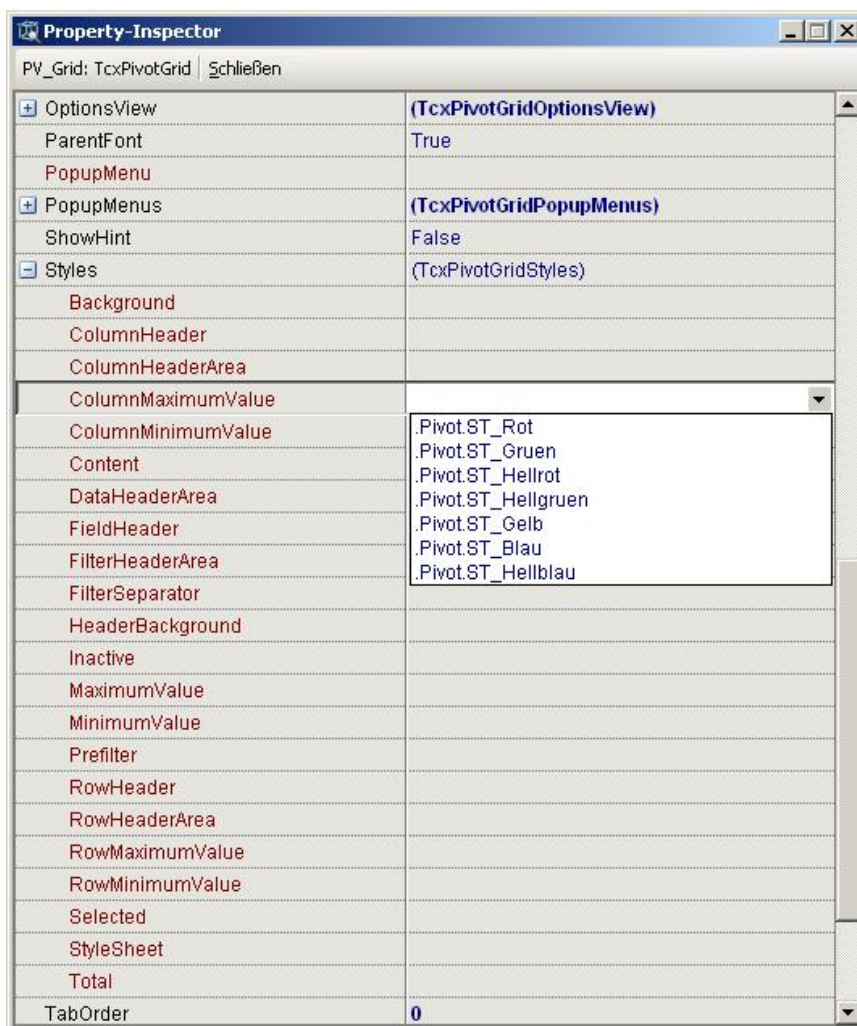 Property-Inspector
PV_Grid: TcxPivotGrid Schließen
OptionsView (TcxPivotGridOptionsView)
ParentFont True
PopupMenu
PopupMenus (TcxPivotGridPopupMenus)
ShowHint False
Styles (TcxPivotGridStyles)
Background
ColumnHeader
ColumnHeaderArea
ColumnMaximumValue
ColumnMinimumValue .Pivot.ST_Rot
.Pivot.ST_Gruen
Content .Pivot.ST_Hellrot
DataHeaderArea .Pivot.ST_Hellgruen
FieldHeader .Pivot.ST_Gelb
.Pivot.ST_Blau
FilterHeaderArea .Pivot.ST_Hellblau
FilterSeparator
HeaderBackground
Inactive
MaximumValue
MinimumValue
Prefilter
RowHeader
RowHeaderArea
RowMaximumValue
RowMinimumValue
Selected
StyleSheet
Total
TabOrder 0